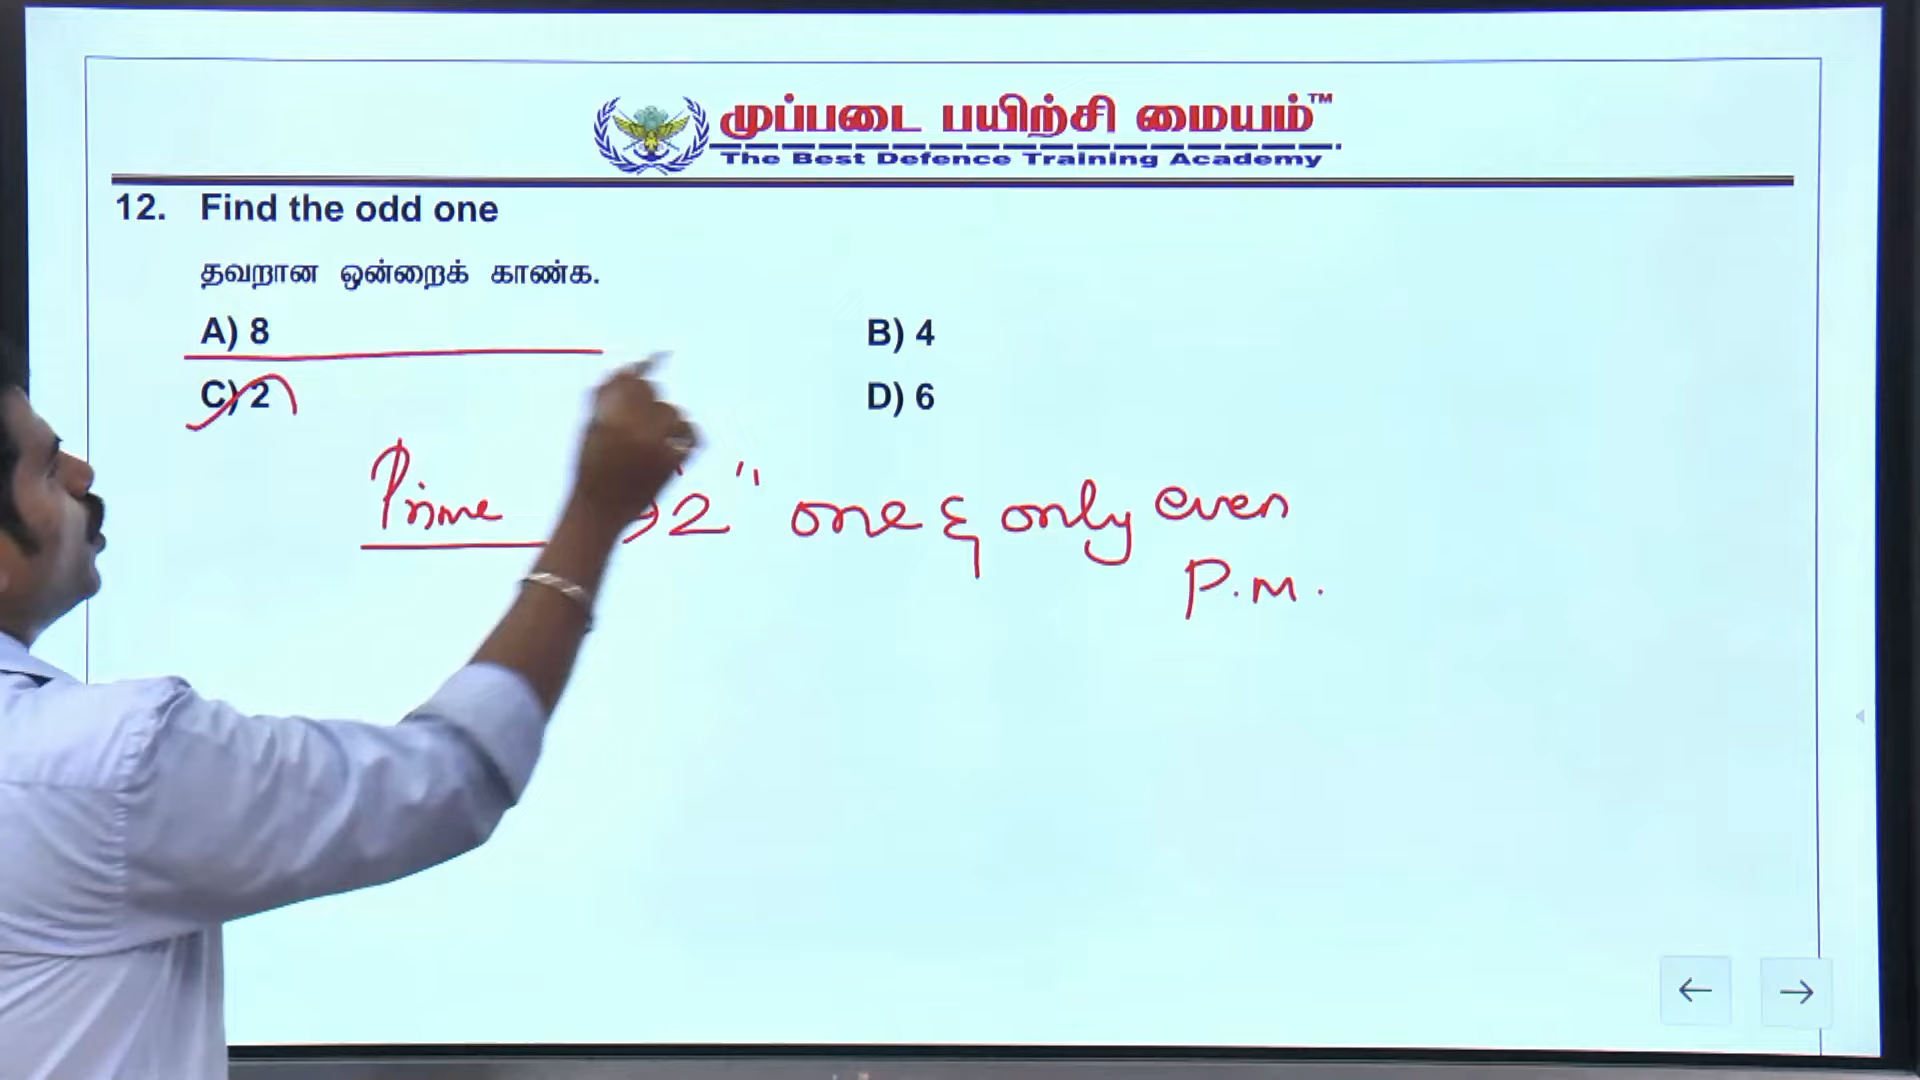 முப்படை பயிற்சி மையம்™
The Best Defence Training Academy
12. Find the odd one
தவறான ஒன்றைக் காண்க.
A) 8
B) 4
C) 2
D) 6
Prime "2" one & only even
P.M.